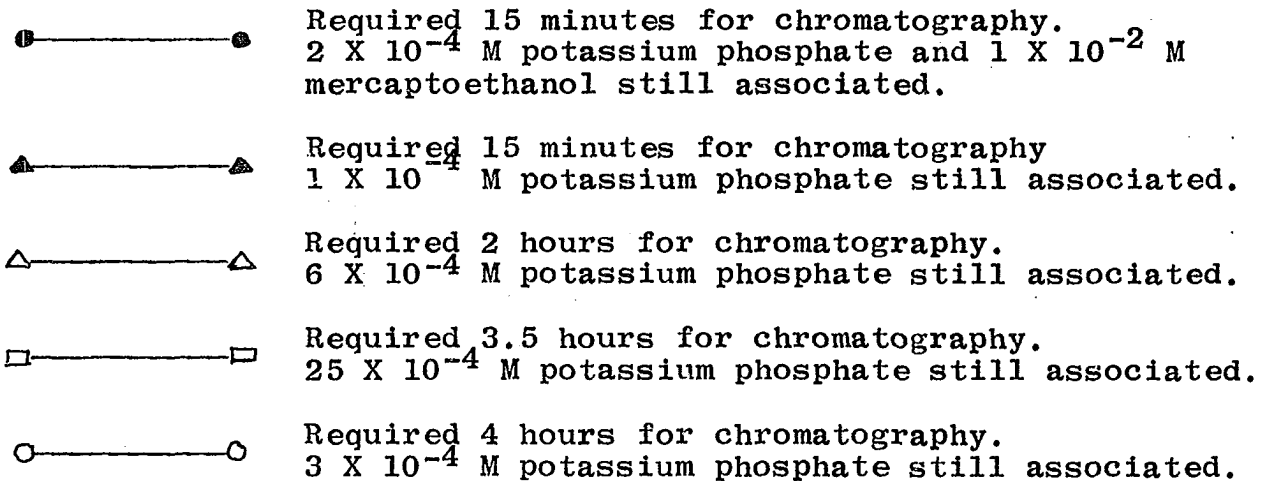 Required 15 minutes for chromatography.
2 X 10⁻⁴ M potassium phosphate and 1 X 10⁻² M
mercaptoethanol still associated.
Required 15 minutes for chromatography
1 X 10⁻⁴ M potassium phosphate still associated.
Required 2 hours for chromatography.
6 X 10⁻⁴ M potassium phosphate still associated.
Required 3.5 hours for chromatography.
25 X 10⁻⁴ M potassium phosphate still associated.
Required 4 hours for chromatography.
3 X 10⁻⁴ M potassium phosphate still associated.